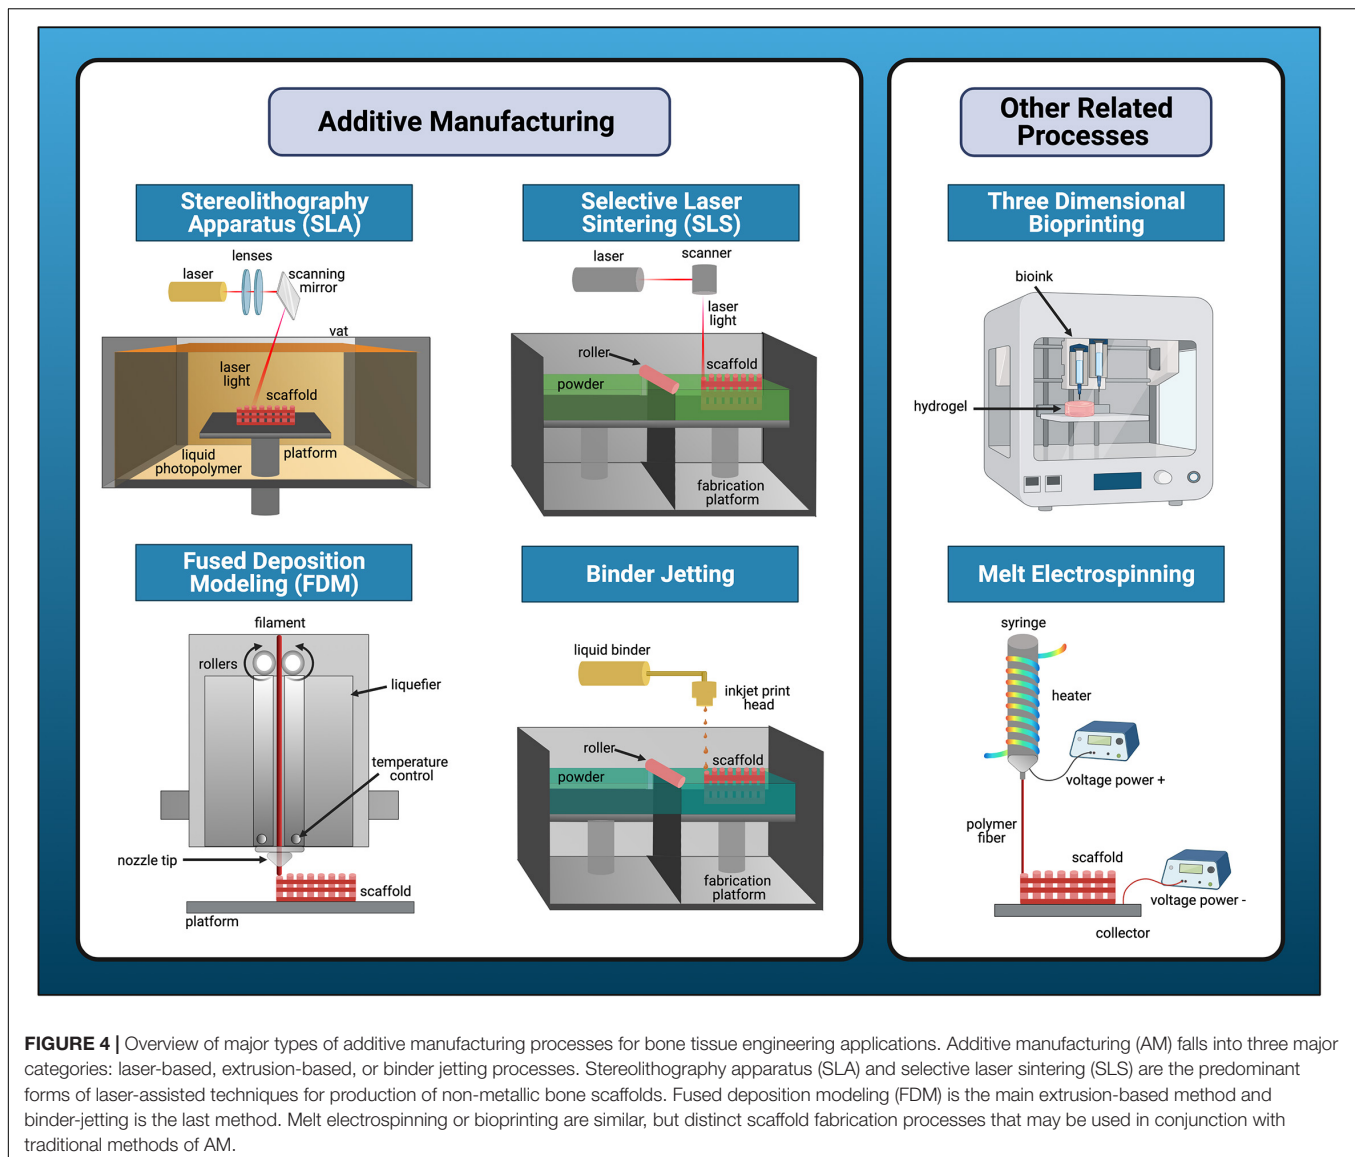 Additive Manufacturing
Stereolithography
Apparatus (SLA)
lenses
laser
scanning
mirror
vat
laser
light
scaffold
liquid
photopolymer
platform
Selective Laser
Sintering (SLS)
laser
scanner
laser
light
roller
scaffold
powder
fabrication
platform
Fused Deposition
Modeling (FDM)
filament
rollers
liquefier
temperature
control
nozzle tip
scaffold
platform
Binder Jetting
liquid binder
inkjet print
head
roller
scaffold
powder
fabrication
platform
Other Related
Processes
Three Dimensional
Bioprinting
bioink
hydrogel
Melt Electrospinning
syringe
heater
voltage power +
polymer
fiber
scaffold
voltage power -
collector
FIGURE 4 | Overview of major types of additive manufacturing processes for bone tissue engineering applications. Additive manufacturing (AM) falls into three major
categories: laser-based, extrusion-based, or binder jetting processes. Stereolithography apparatus (SLA) and selective laser sintering (SLS) are the predominant
forms of laser-assisted techniques for production of non-metallic bone scaffolds. Fused deposition modeling (FDM) is the main extrusion-based method and
binder-jetting is the last method. Melt electrospinning or bioprinting are similar, but distinct scaffold fabrication processes that may be used in conjunction with
traditional methods of AM.